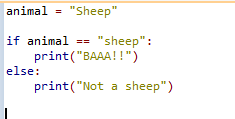 animal = "Sheep"
if animal == "sheep":
    print("BAAA!!")
else:
    print("Not a sheep")